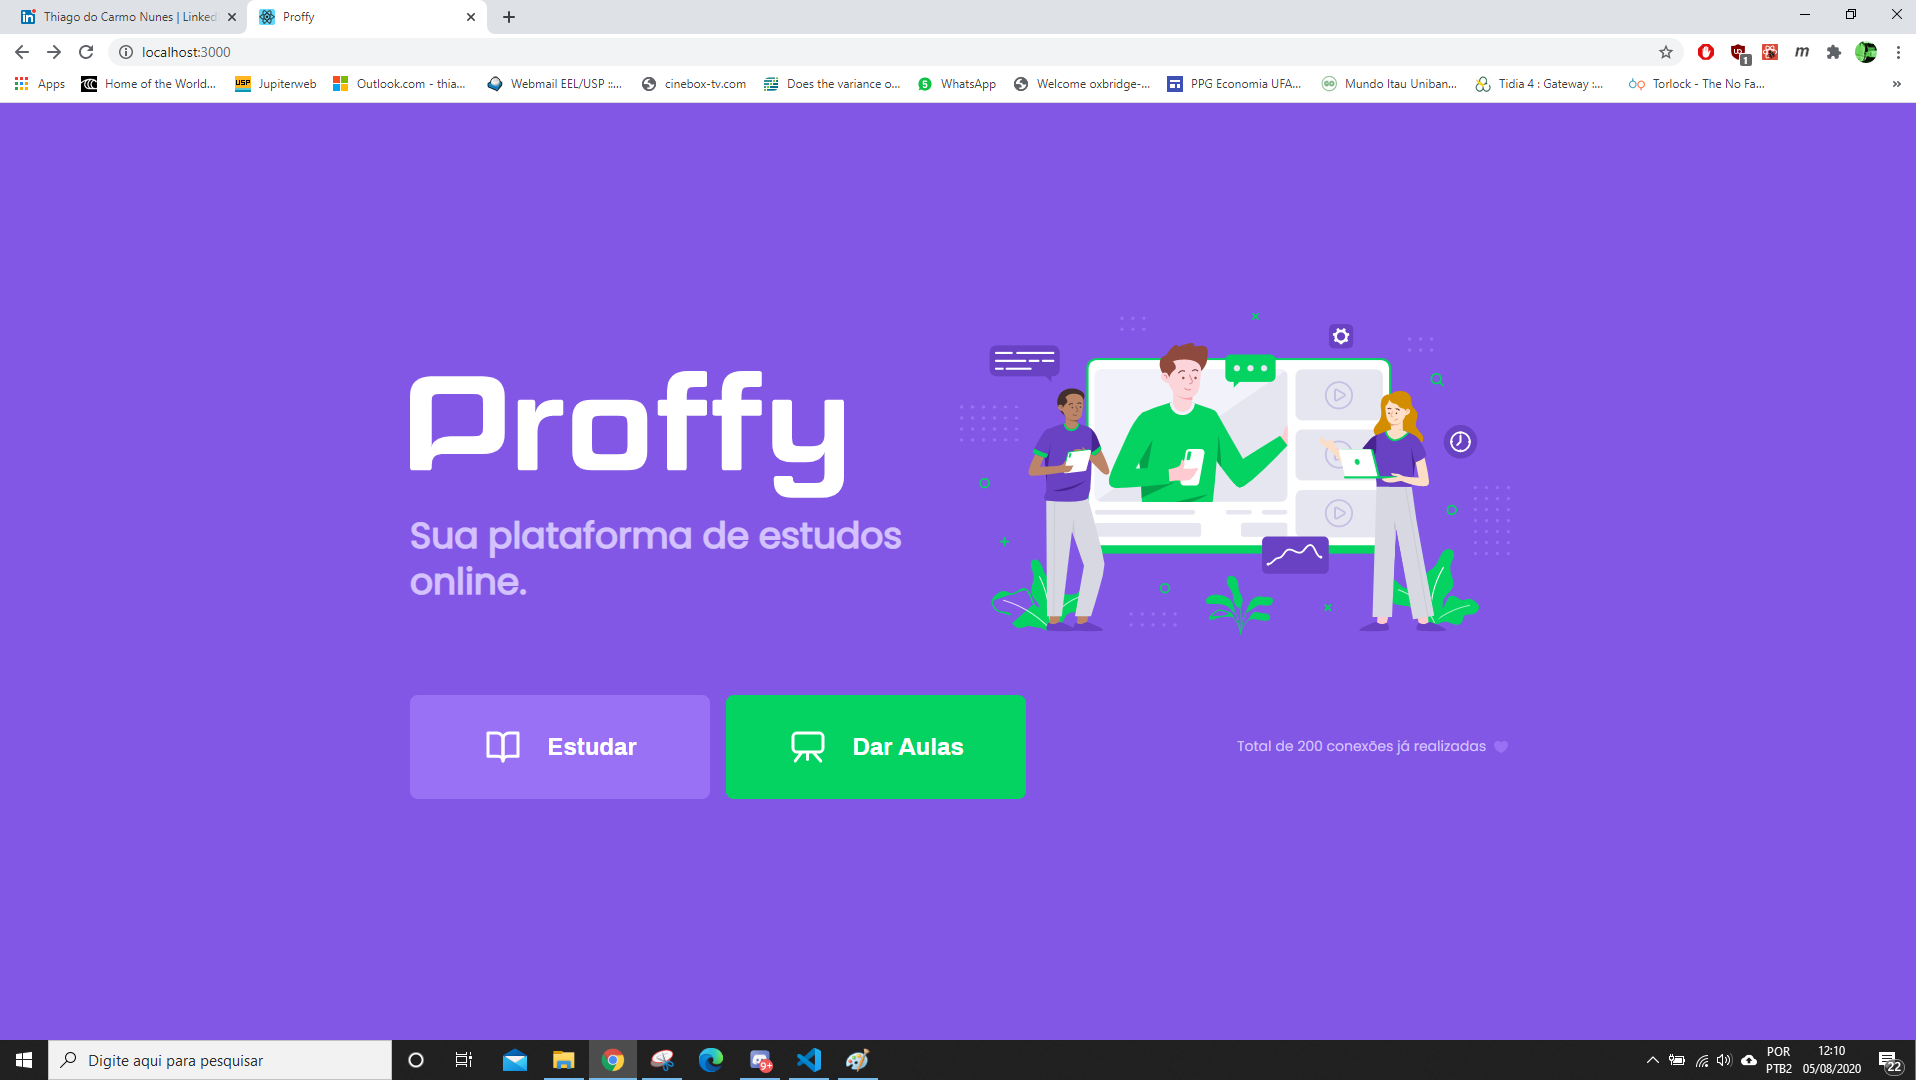 Thiago do Carmo Nunes | Linked
Proffy
localhost:3000
Apps
Home of the World...
Jupiterweb
Outlook.com - thia...
Webmail EEL/USP ::...
cinebox-tv.com
Does the variance o...
WhatsApp
Welcome oxbridge-...
PPG Economia UFA...
Mundo Itau Uniban...
Tidia 4 : Gateway :...
Torlock - The No Fa...
»
Proffy
Sua plataforma de estudos
online.
Estudar
Dar Aulas
Total de 200 conexões já realizadas
Digite aqui para pesquisar
9+
POR
PTB2
12:10
05/08/2020
22